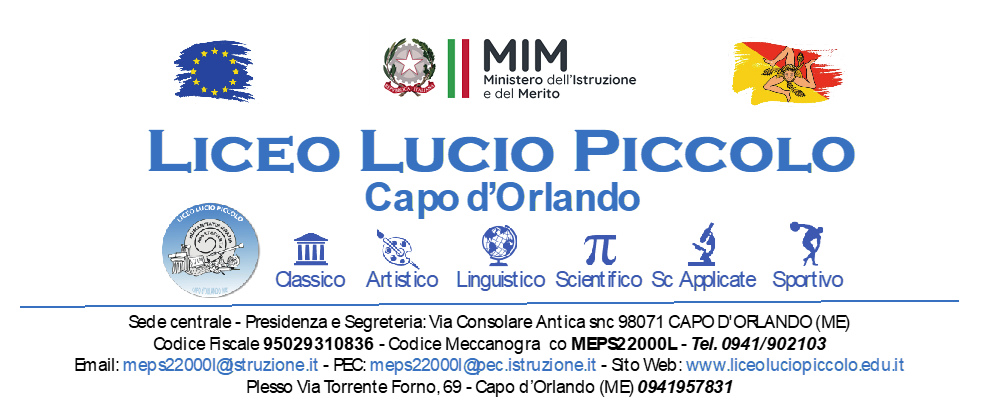 MIM
Ministero dell'Istruzione
e del Merito
LICEO LUCIO PICCOLO
Capo d'Orlando
LICEO LUCIO PICCOLO
Classico Artistico Linguistico Scientifico Sc Applicate Sportivo
Sede centrale - Presidenza e Segreteria: Via Consolare Antica snc 98071 CAPO D'ORLANDO (ME)
Codice Fiscale 95029310836 - Codice Meccanogra co MEPS22000L - Tel. 0941/902103
Email: meps22000l@istruzione.it - PEC: meps22000l@pec.istruzione.it - Sito Web: www.liceoluciopiccolo.edu.it
Plesso Via Torrente Forno, 69 - Capo d'Orlando (ME) 0941957831